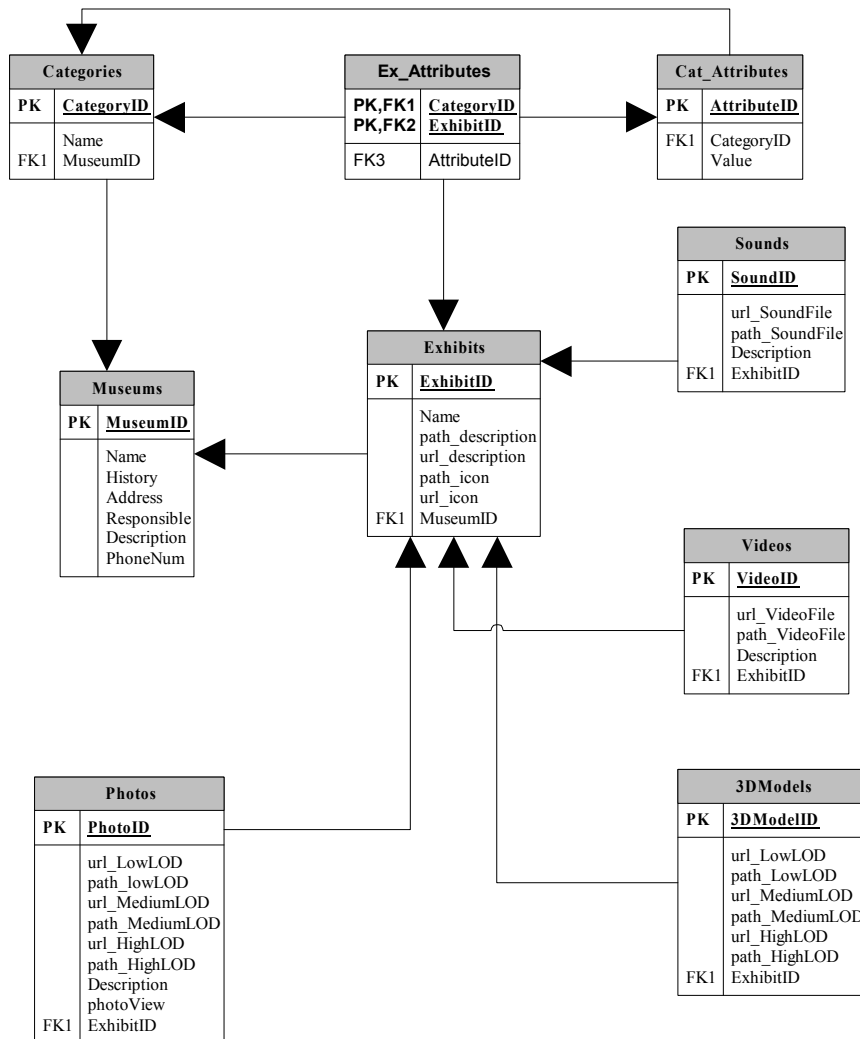 Categories
PK CategoryID
Name
FK1 MuseumID
Ex_Attributes
PK,FK1 CategoryID
PK,FK2 ExhibitID
FK3 AttributeID
Cat_Attributes
PK AttributeID
FK1 CategoryID
Value
Sounds
PK SoundID
url_SoundFile
path_SoundFile
Description
FK1 ExhibitID
Exhibits
PK ExhibitID
Name
path_description
url_description
path_icon
url_icon
FK1 MuseumID
Museums
PK MuseumID
Name
History
Address
Responsible
Description
PhoneNum
Videos
PK VideoID
url_VideoFile
path_VideoFile
Description
FK1 ExhibitID
Photos
PK PhotoID
url_LowLOD
path_lowLOD
url_MediumLOD
path_MediumLOD
url_HighLOD
path_HighLOD
Description
photoView
FK1 ExhibitID
3DModels
PK 3DModelID
url_LowLOD
path_LowLOD
url_MediumLOD
path_MediumLOD
url_HighLOD
path_HighLOD
FK1 ExhibitID